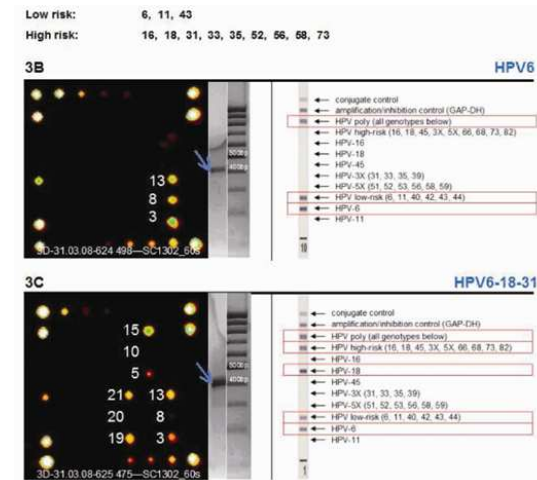 Low risk: 6, 11, 43
High risk: 16, 18, 31, 33, 35, 52, 56, 58, 73
3B HPV6
13
8
3
500bp
400bp
3D-31.03.08-624 498—SC1302_60s
conjugate control
amplification/inhibition control (GAP-DH)
HPV poly (all genotypes below)
HPV high-risk (16, 18, 45, 3X, 5X, 66, 68, 73, 82)
HPV-16
HPV-18
HPV-45
HPV-3X (31, 33, 35, 39)
HPV-5X (51, 52, 53, 56, 58, 59)
HPV low-risk (6, 11, 40, 42, 43, 44)
HPV-6
HPV-11
3C HPV6-18-31
15
10
5
21 13
20 8
19 3
500bp
400bp
3D-31.03.08-625 475—SC1302_60s
conjugate control
amplification/inhibition control (GAP-DH)
HPV poly (all genotypes below)
HPV high-risk (16, 18, 45, 3X, 5X, 66, 68, 73, 82)
HPV-16
HPV-18
HPV-45
HPV-3X (31, 33, 35, 39)
HPV-5X (51, 52, 53, 56, 58, 59)
HPV low-risk (6, 11, 40, 42, 43, 44)
HPV-6
HPV-11
1